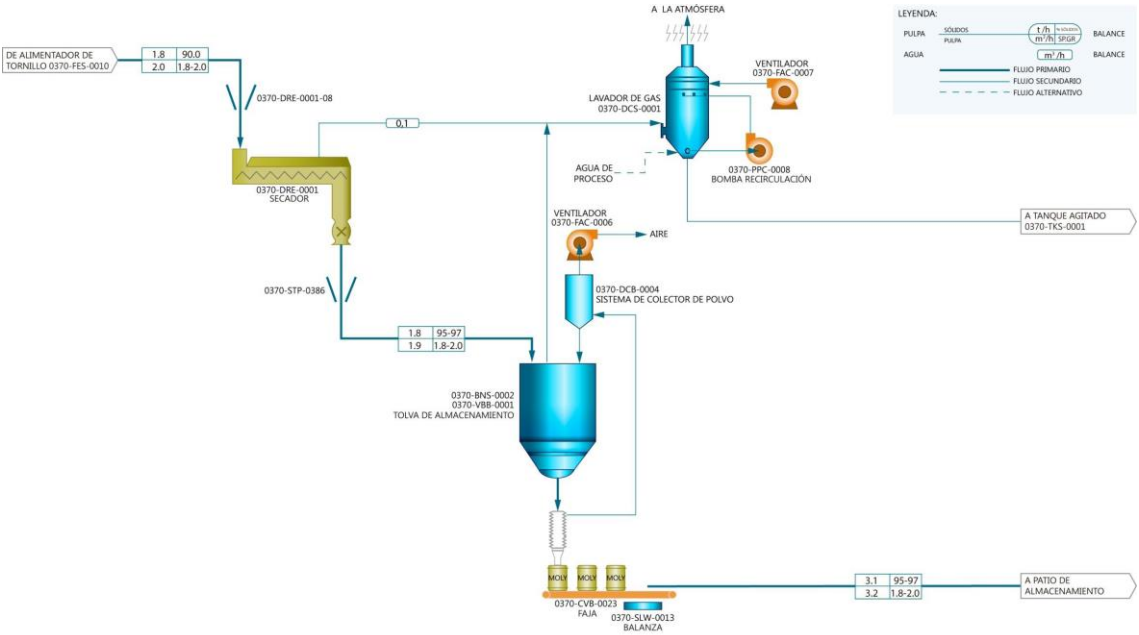 A LA ATMÓSFERA
LEYENDA:
PULPA
SÓLIDOS
PULPA
t/h
% SÓLIDOS
m³/h
SP.GR
BALANCE
AGUA
m³/h
BALANCE
FLUJO PRIMARIO
FLUJO SECUNDARIO
FLUJO ALTERNATIVO
DE ALIMENTADOR DE
TORNILLO 0370-FES-0010
1.8 90.0
2.0 1.8-2.0
0370-DRE-0001-08
VENTILADOR
0370-FAC-0007
LAVADOR DE GAS
0370-DCS-0001
0,1
AGUA DE
PROCESO
C
0370-PPC-0008
BOMBA RECIRCULACIÓN
0370-DRE-0001
SECADOR
A TANQUE AGITADO
0370-TKS-0001
VENTILADOR
0370-FAC-0006
AIRE
0370-STP-0386
0370-DCB-0004
SISTEMA DE COLECTOR DE POLVO
1.8 95-97
1.9 1.8-2.0
0370-BNS-0002
0370-VBB-0001
TOLVA DE ALMACENAMIENTO
MOLY MOLY MOLY
0370-CVB-0023
FAJA
0370-SLW-0013
BALANZA
3.1 95-97
3.2 1.8-2.0
A PATIO DE
ALMACENAMIENTO